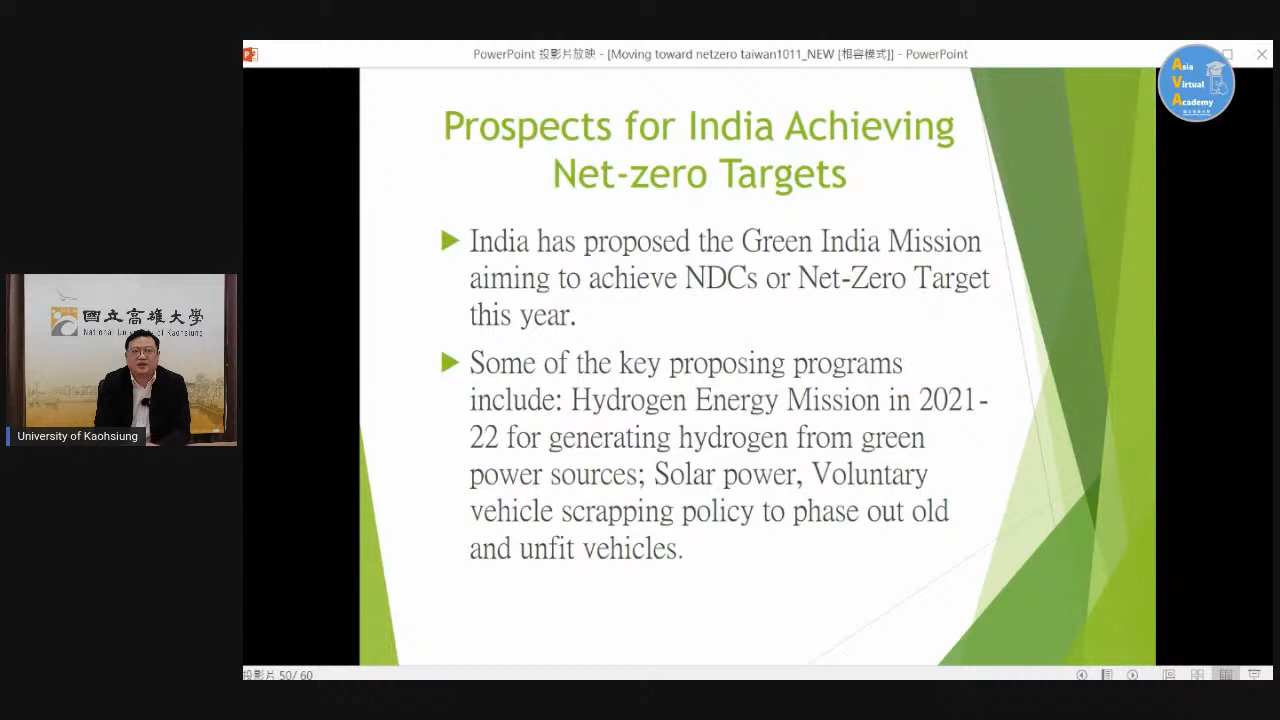 PowerPoint 投影片放映 - [Moving toward netzero taiwan1011_NEW [相容模式]] - PowerPoint
Asia
Virtual
Academy
Prospects for India Achieving
Net-zero Targets
India has proposed the Green India Mission
aiming to achieve NDCs or Net-Zero Target
this year.
Some of the key proposing programs
include: Hydrogen Energy Mission in 2021-
22 for generating hydrogen from green
power sources; Solar power, Voluntary
vehicle scrapping policy to phase out old
and unfit vehicles.
國立高雄大學
National University of Kaohsiung
University of Kaohsiung
投影片 50/ 60